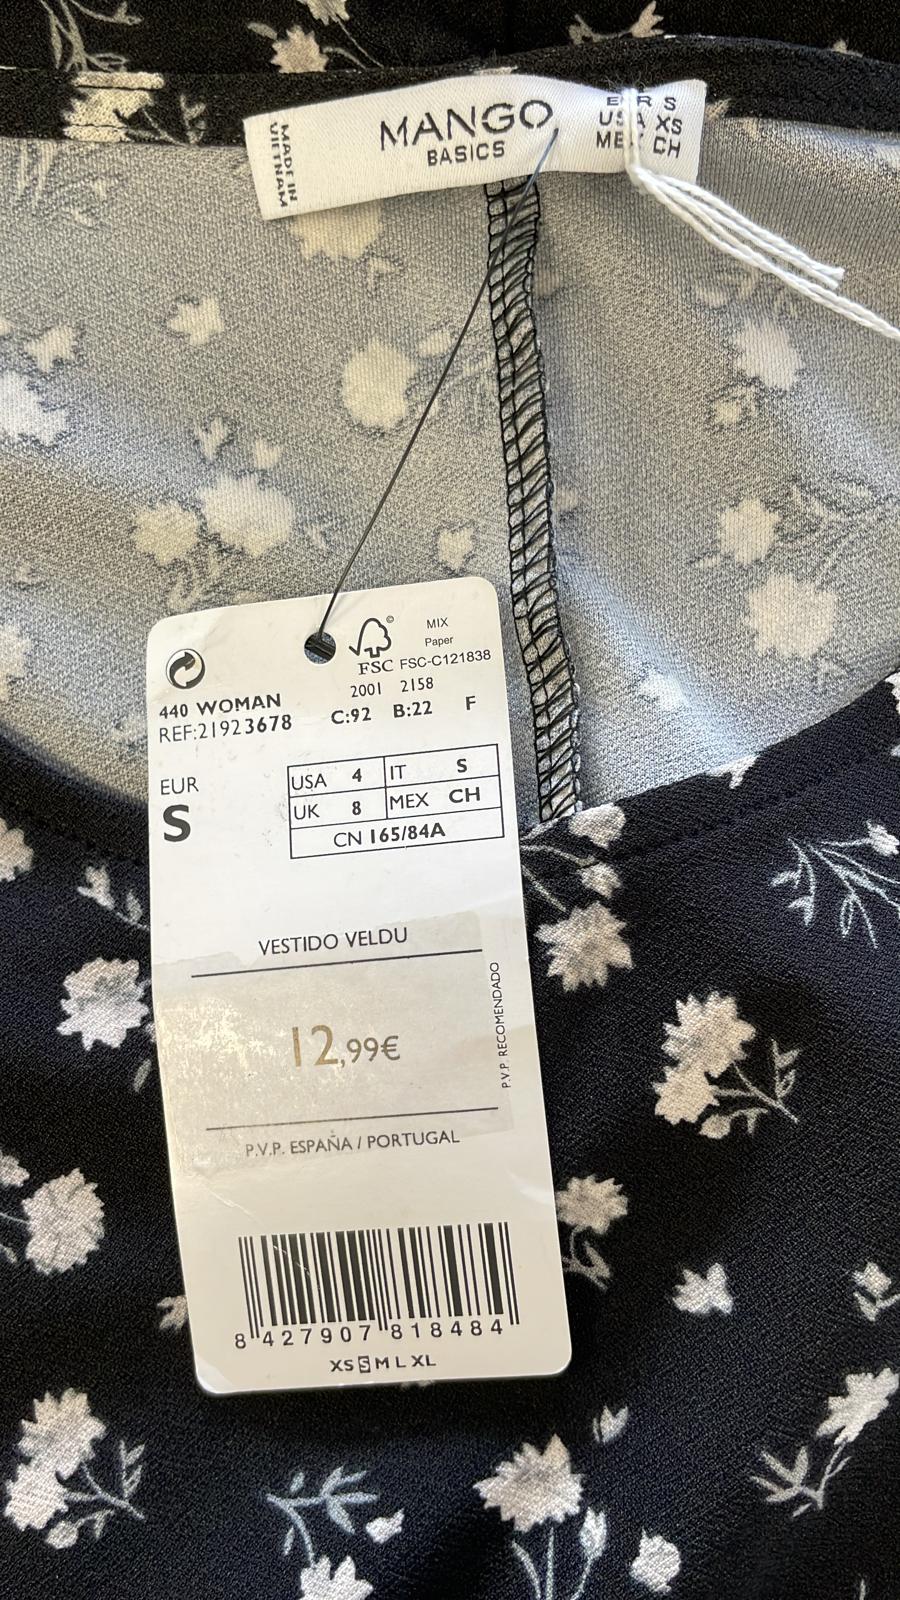 MADE IN
VIETNAM
MANGO
BASICS
EUR S
USA XS
MEX CH
MIX
Paper
FSC FSC-C121838
440 WOMAN
2001 2158
REF:21923678
C:92 B:22 F
EUR
S
USA 4 IT S
UK 8 MEX CH
CN 165/84A
VESTIDO VELDU
12,99€
P.V.P. RECOMENDADO
P.V.P. ESPAÑA / PORTUGAL
8 427907 818484
XS S M L XL